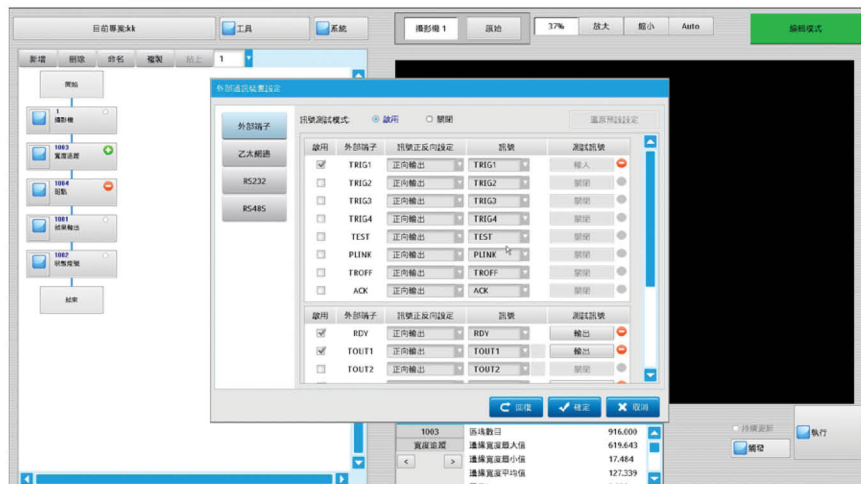 目前專案:kk
工具
系統
攝影機 1
原始
37%
放大
縮小
Auto
編輯模式
新增
刪除
命名
複製
貼上
1
開始
1
攝影機
1003
寬度追蹤
1004
斑點
1001
結果輸出
1002
狀態燈號
結束
外部通訊裝置設定
外部端子
乙太網路
RS232
RS485
訊號測試模式:
啟用
關閉
還原預設設定
啟用 外部端子 訊號正反向設定 訊號 測試訊號
TRIG1 正向輸出 TRIG1 輸入
TRIG2 正向輸出 TRIG2 關閉
TRIG3 正向輸出 TRIG3 關閉
TRIG4 正向輸出 TRIG4 關閉
TEST 正向輸出 TEST 關閉
PLINK 正向輸出 PLINK 關閉
TROFF 正向輸出 TROFF 關閉
ACK 正向輸出 ACK 關閉
啟用 外部端子 訊號正反向設定 訊號 測試訊號
RDY 正向輸出 RDY 輸出
TOUT1 正向輸出 TOUT1 輸出
TOUT2 正向輸出 TOUT2 關閉
回復
確定
取消
1003
寬度追蹤
< >
區塊數目 916.000
邊緣寬度最大值 619.643
邊緣寬度最小值 17.484
邊緣寬度平均值 127.339
持續更新
觸發
執行